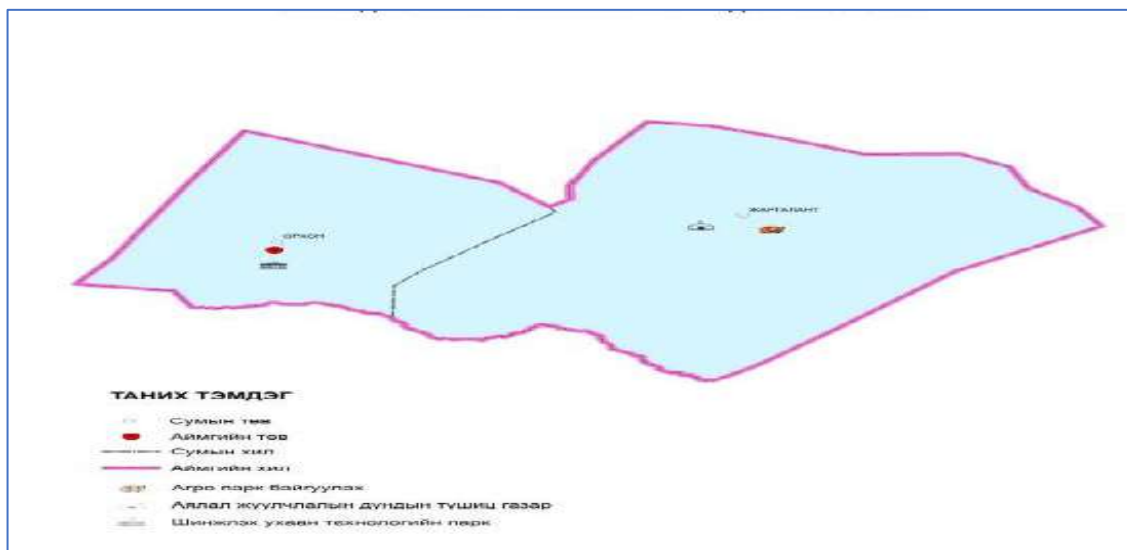 ЖАРГАЛАНТ
ОРХОН
ТАНИХ ТЭМДЭГ
Сумын төв
Аймгийн төв
Сумын хил
Аймгийн хил
Агро парк байгуулах
Аялал жуулчлалын дундын түшиц газар
Шинжлэх ухаан технологийн парк